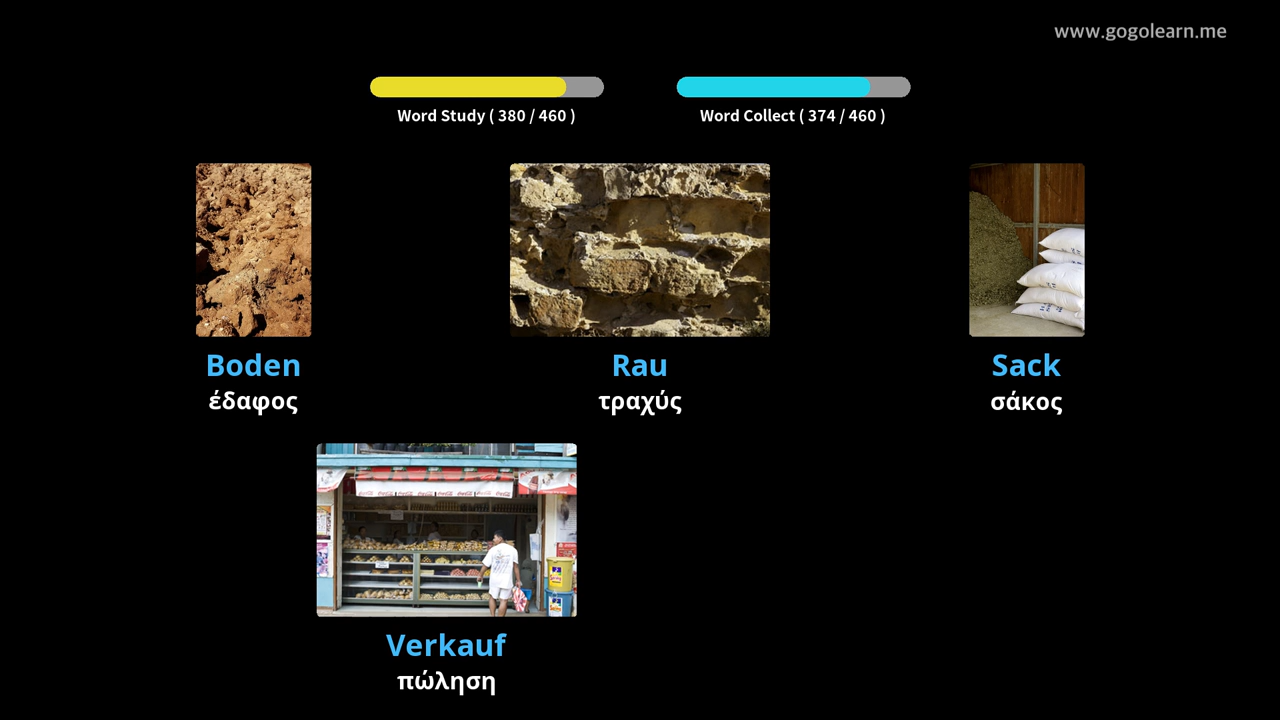 www.gogolearn.me
Word Study ( 380 / 460 )
Word Collect ( 374 / 460 )
Boden
έδαφος
Rau
τραχύς
Sack
σάκος
Verkauf
πώληση